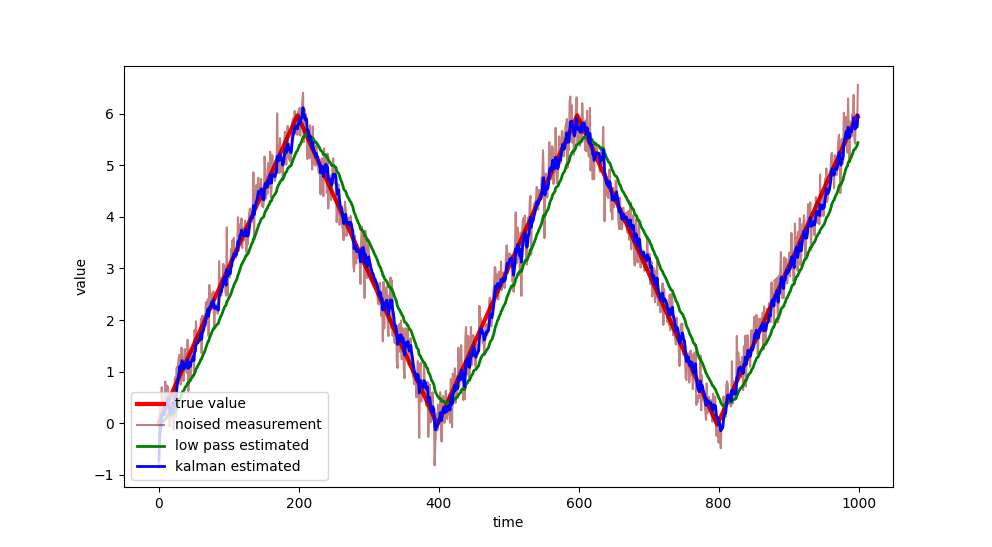 6
5
4
3
2
1
0
−1
value
true value
noised measurement
low pass estimated
kalman estimated
0 200 400 600 800 1000
time